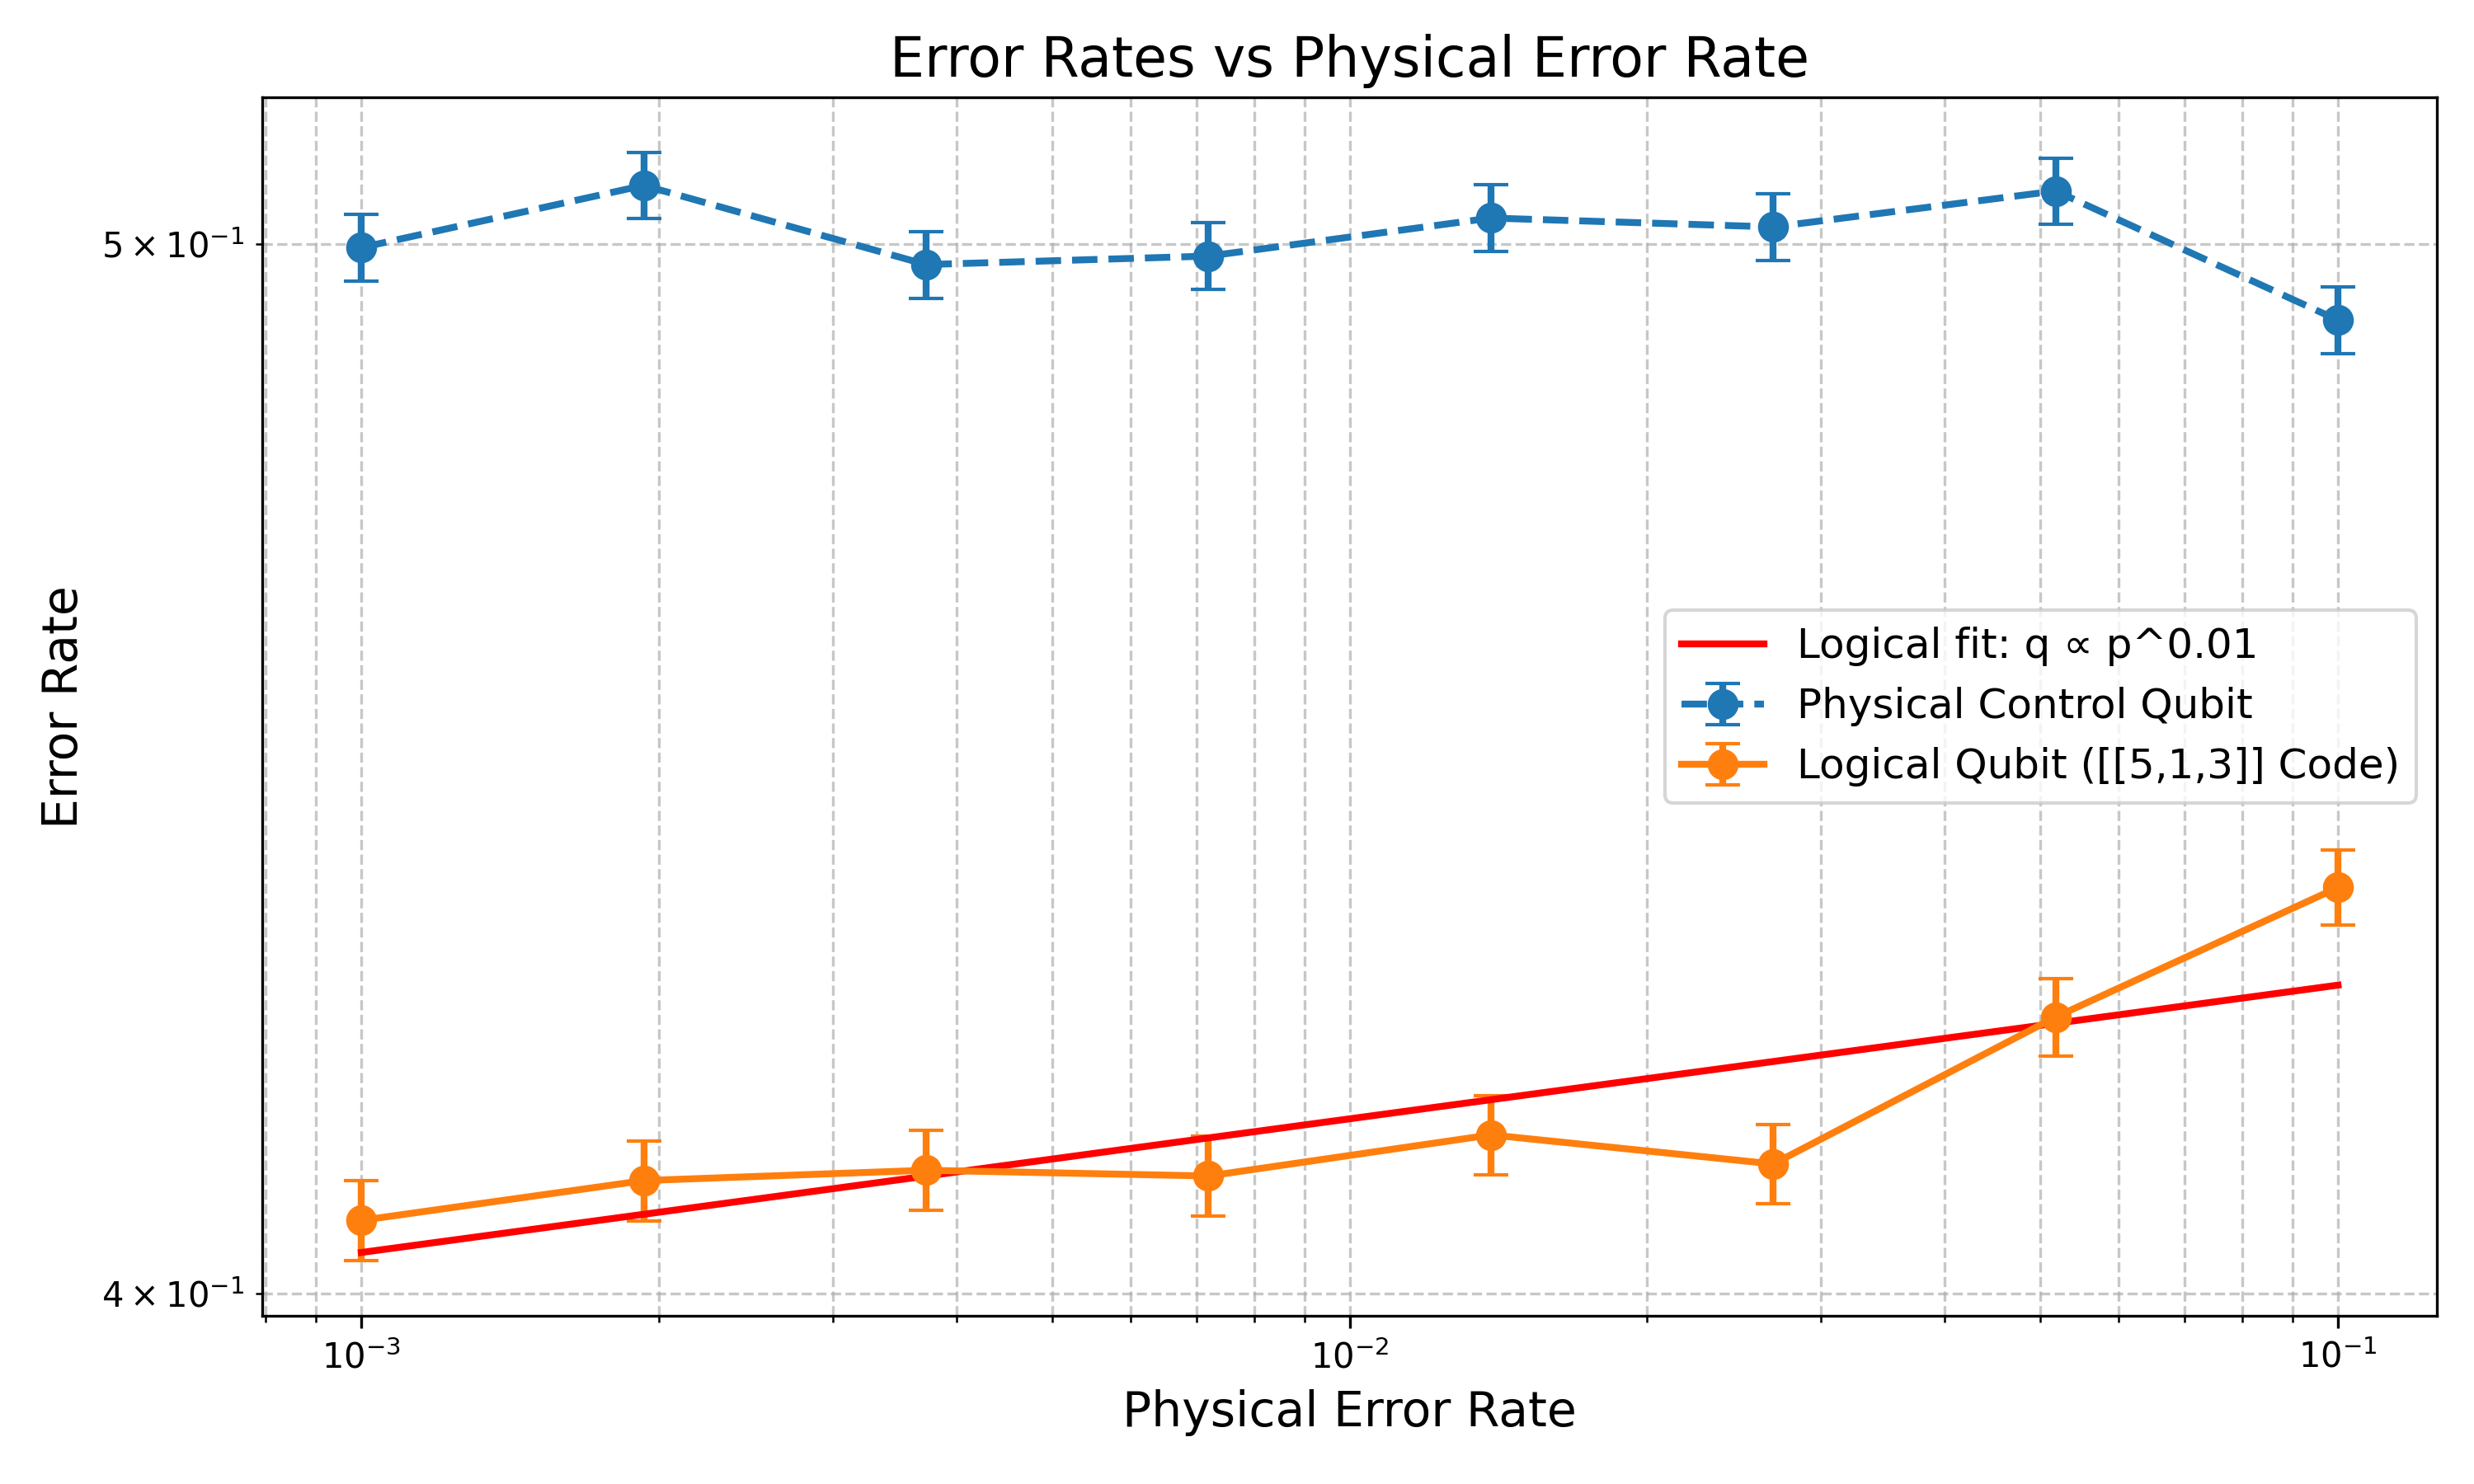 Error Rates vs Physical Error Rate
Error Rate
5 × 10⁻¹
4 × 10⁻¹
Logical fit: q ∝ p^0.01
Physical Control Qubit
Logical Qubit ([[5,1,3]] Code)
10⁻³
10⁻²
10⁻¹
Physical Error Rate